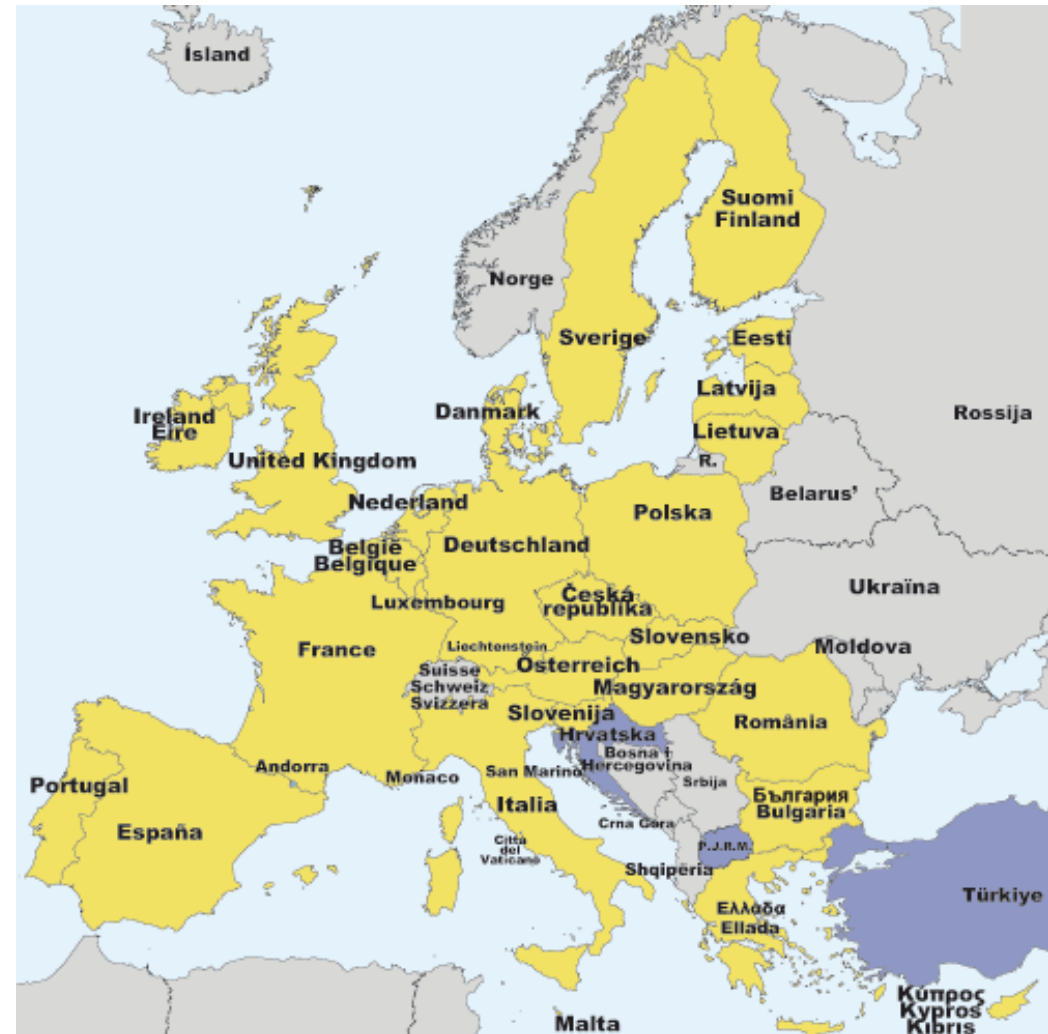 Ísland
Suomi
Finland
Norge
Sverige
Eesti
Latvija
Danmark
Rossija
Ireland
Eire
Lietuva
United Kingdom
R.
Belarus’
Nederland
Polska
België
Belgique
Deutschland
Ukraïna
Česká
republika
Luxembourg
Slovensko
France
Liechtenstein
Moldova
Österreich
Suisse
Schweiz
Svizzera
Magyarország
Slovenija
România
Hrvatska
Bosna i
Hercegovina
Andorra
Monaco
San Marino
Srbija
Portugal
България
Bulgaria
Italia
España
Crna Gora
Città
del
Vaticano
P.J.R.M.
Shqipëria
Türkiye
Ελλάδα
Ellada
Κύπρος
Kypros
Kibris
Malta